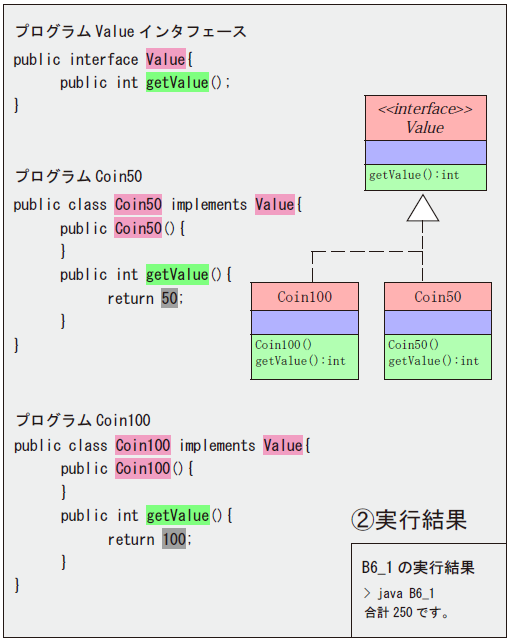 プログラム Value インタフェース
public interface Value{
public int getValue();
}
<<interface>>
Value
getValue():int
プログラム Coin50
public class Coin50 implements Value{
public Coin50(){
}
public int getValue(){
return 50;
}
}
Coin100
Coin100()
getValue():int
Coin50
Coin50()
getValue():int
プログラム Coin100
public class Coin100 implements Value{
public Coin100(){
}
public int getValue(){
return 100;
}
}
②実行結果
B6_1 の実行結果
> java B6_1
合計 250 です。